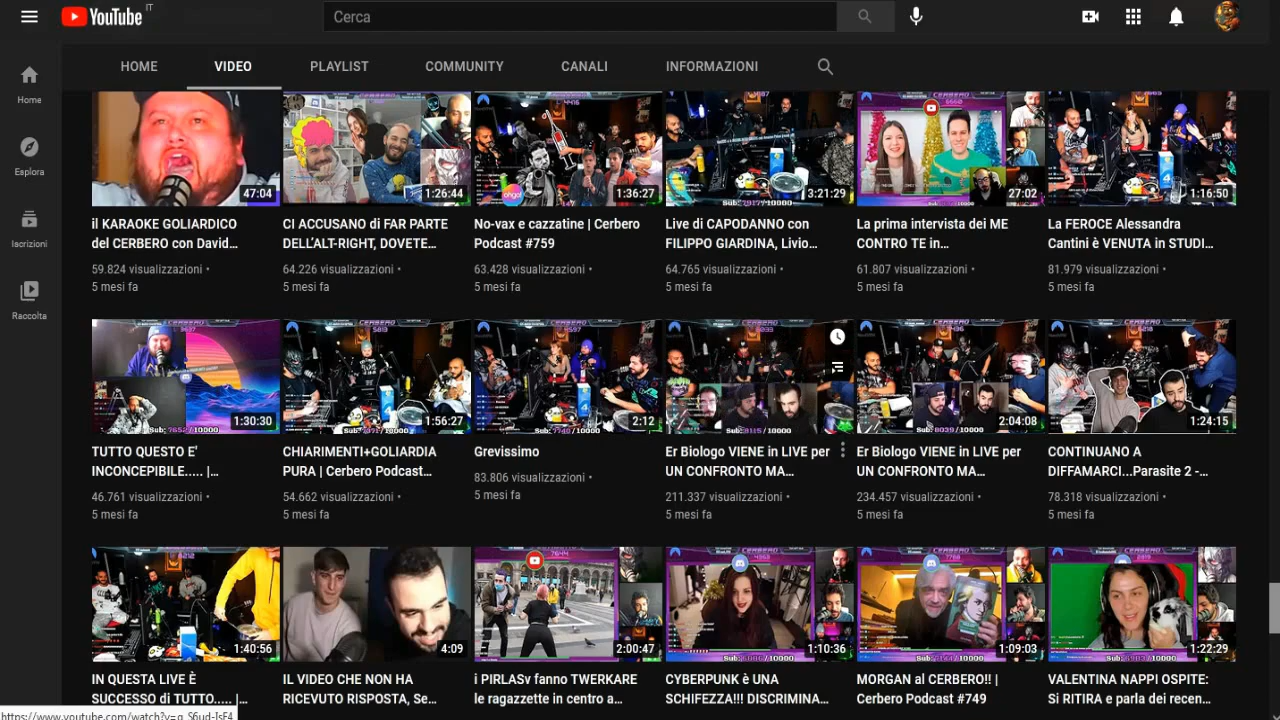 YouTube IT
Cerca
HOME VIDEO PLAYLIST COMMUNITY CANALI INFORMAZIONI
Home
Esplora
Iscrizioni
Raccolta
47:04 1:26:44 1:36:27 3:21:29 27:02 1:16:50
il KARAOKE GOLIARDICO
del CERBERO con David...
59.824 visualizzazioni •
5 mesi fa
CI ACCUSANO di FAR PARTE
DELL'ALT-RIGHT, DOVETE...
64.226 visualizzazioni •
5 mesi fa
No-vax e cazzatine | Cerbero
Podcast #759
63.428 visualizzazioni •
5 mesi fa
Live di CAPODANNO con
FILIPPO GIARDINA, Livio...
64.765 visualizzazioni •
5 mesi fa
La prima intervista dei ME
CONTRO TE in...
61.807 visualizzazioni •
5 mesi fa
La FEROCE Alessandra
Cantini è VENUTA in STUDI...
81.979 visualizzazioni •
5 mesi fa
1:30:30 1:56:27 2:12 2:04:08 1:24:15
TUTTO QUESTO E'
INCONCEPIBILE..... |...
46.761 visualizzazioni •
5 mesi fa
CHIARIMENTI+GOLIARDIA
PURA | Cerbero Podcast...
54.662 visualizzazioni •
5 mesi fa
Grevissimo
83.806 visualizzazioni •
5 mesi fa
Er Biologo VIENE in LIVE per
UN CONFRONTO MA...
211.337 visualizzazioni •
5 mesi fa
Er Biologo VIENE in LIVE per
UN CONFRONTO MA...
234.457 visualizzazioni •
5 mesi fa
CONTINUANO A
DIFFAMARCI...Parasite 2 -...
78.318 visualizzazioni •
5 mesi fa
1:40:56 4:09 2:00:47 1:10:36 1:09:03 1:22:29
IN QUESTA LIVE È
SUCCESSO di TUTTO.... |...
IL VIDEO CHE NON HA
RICEVUTO RISPOSTA, Se...
i PIRLASv fanno TWERKARE
le ragazzette in centro a...
CYBERPUNK è UNA
SCHIFEZZA!!! DISCRIMINA...
MORGAN al CERBERO!! |
Cerbero Podcast #749
VALENTINA NAPPI OSPITE:
Si RITIRA e parla dei recen...